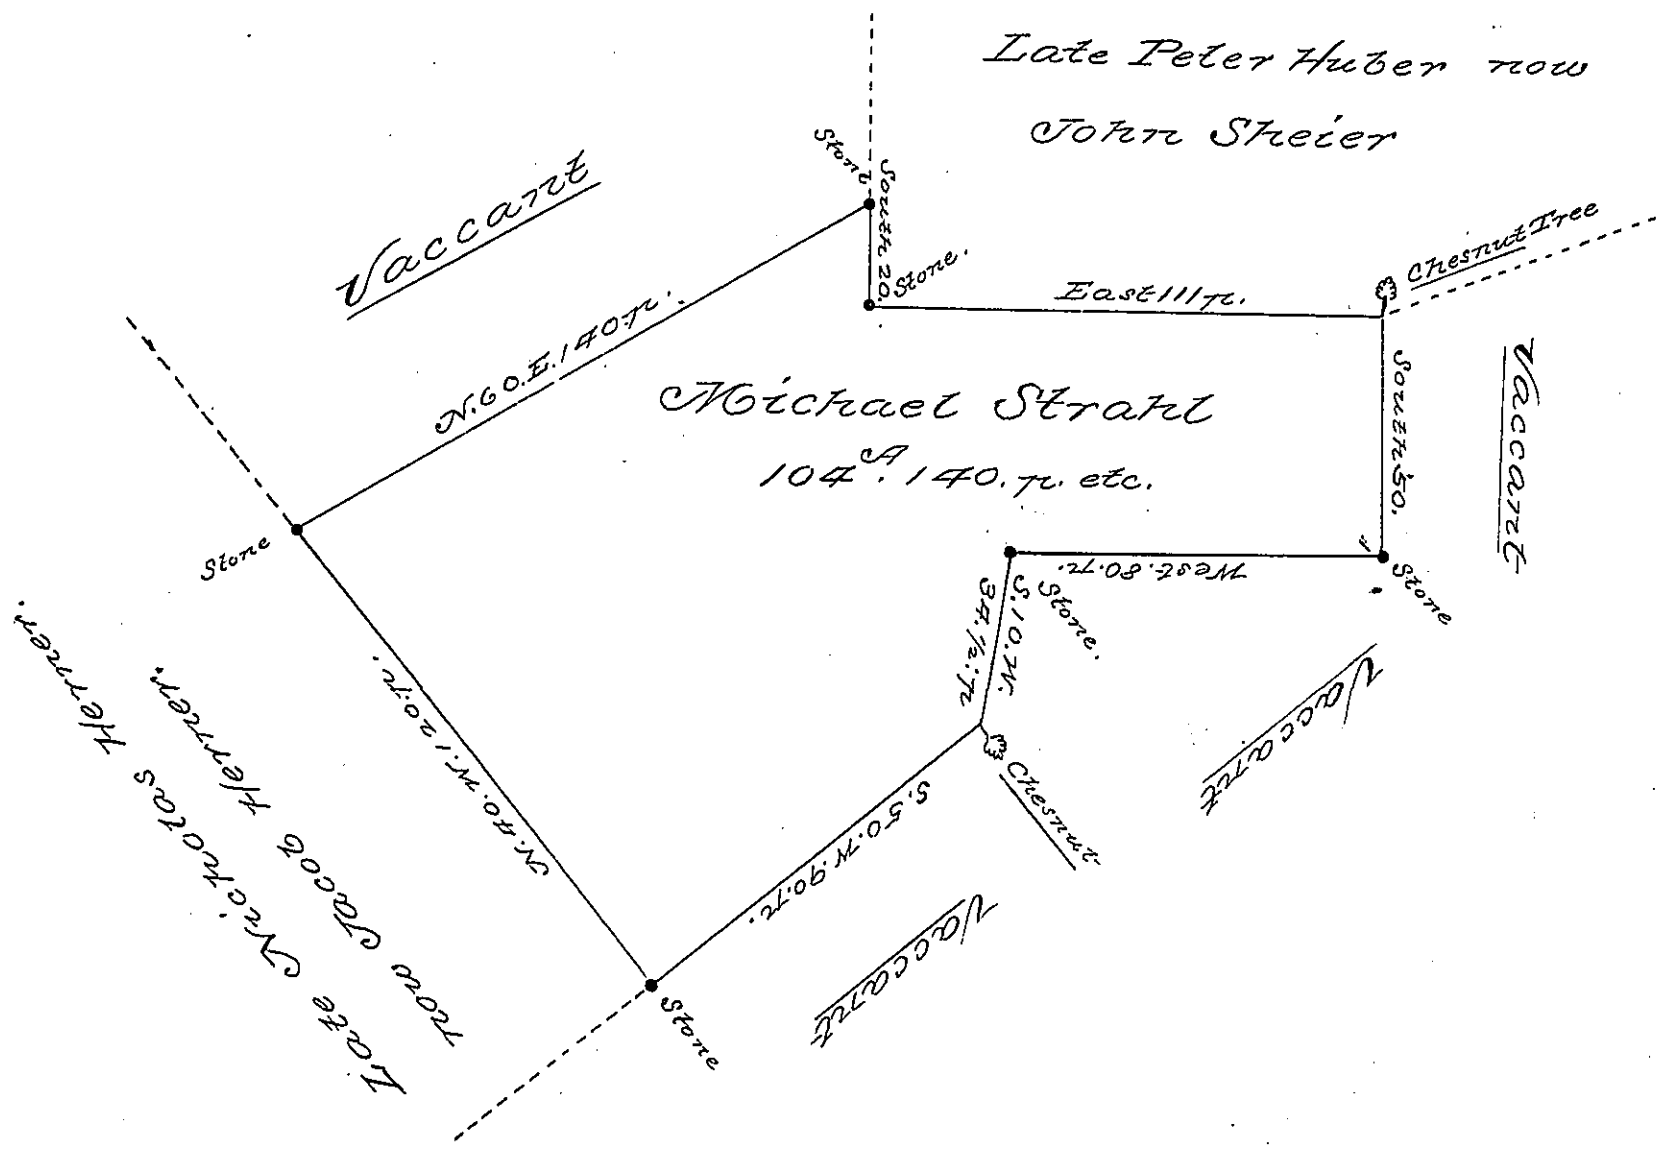 Late Peter Huber now
John Sheier
Vaccant
Stone
South 20.
Stone.
East 111 p.
Chesnut Tree
N. 60. E. 140. p.
Michael Strahl
104 A. 140. p. etc.
South 50.
Vaccant
Stone
West. 80. p.
Stone
Stone.
S. 10. W.
34. 1/2. p
Vaccant
Chesnut
S. 50. W. 90. p.
Vaccant
N. 40. W. 120. p.
Stone
Late Nicholas Herner.
now Jacob Herner.